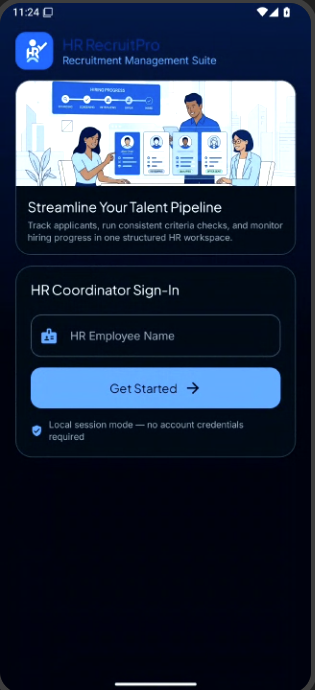 11:24
HR
HR RecruitPro
Recruitment Management Suite
HIRING PROGRESS
Streamline Your Talent Pipeline
Track applicants, run consistent criteria checks, and monitor
hiring progress in one structured HR workspace.
HR Coordinator Sign-In
HR Employee Name
Get Started
Local session mode — no account credentials
required